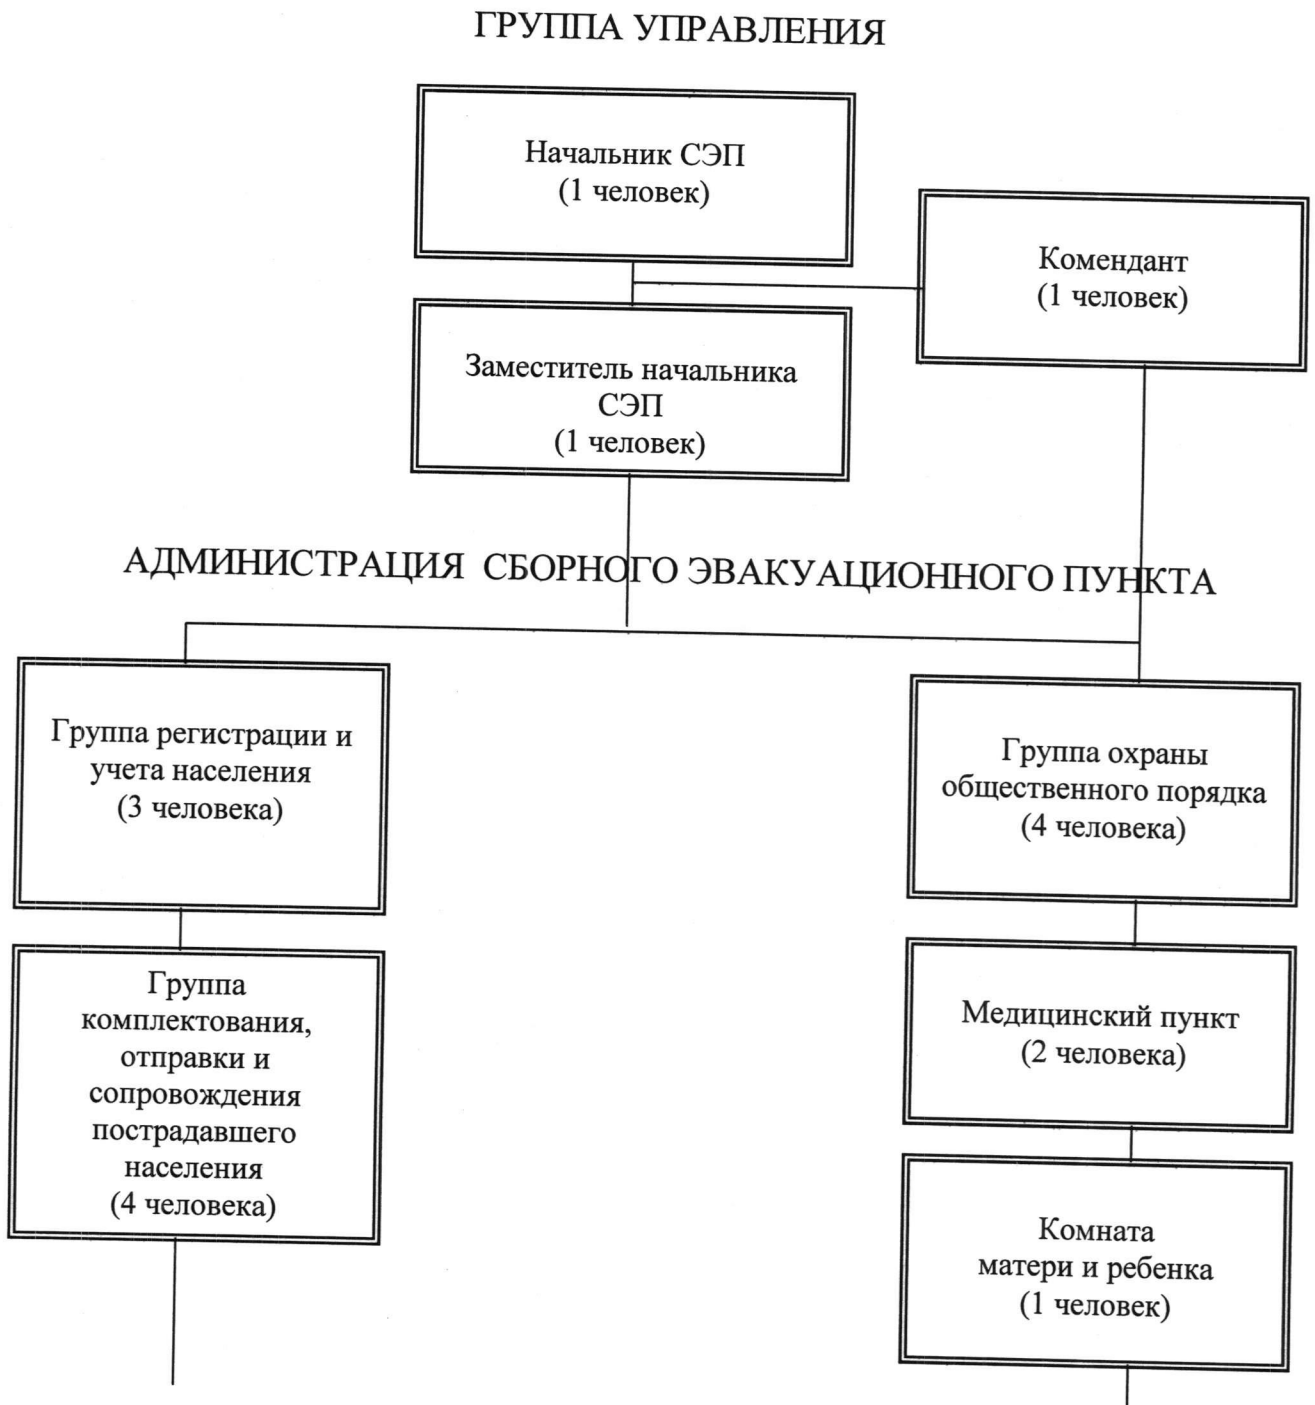 ГРУППА УПРАВЛЕНИЯ
Начальник СЭП
(1 человек)
Комендант
(1 человек)
Заместитель начальника
СЭП
(1 человек)
АДМИНИСТРАЦИЯ СБОРНОГО ЭВАКУАЦИОННОГО ПУНКТА
Группа регистрации и
учета населения
(3 человека)
Группа охраны
общественного порядка
(4 человека)
Группа
комплектования,
отправки и
сопровождения
пострадавшего
населения
(4 человека)
Медицинский пункт
(2 человека)
Комната
матери и ребенка
(1 человек)